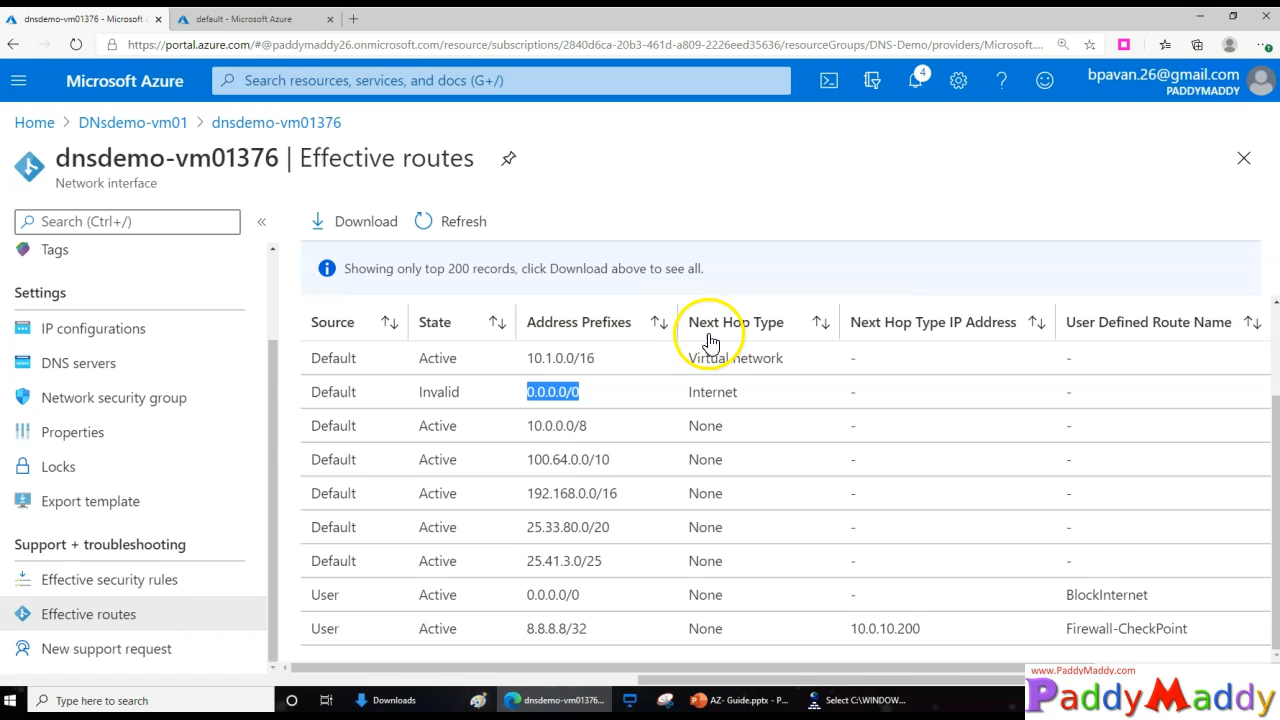 dnsdemo-vm01376 - Microsoft A
default - Microsoft Azure
https://portal.azure.com/#@paddymaddy26.onmicrosoft.com/resource/subscriptions/2840d6ca-20b3-461d-a809-2226eed35636/resourceGroups/DNS-Demo/providers/Microsoft....
Microsoft Azure
Search resources, services, and docs (G+/)
4
bpavan.26@gmail.com
PADDYMADDY
Home > DNsdemo-vm01 > dnsdemo-vm01376
dnsdemo-vm01376 | Effective routes
Network interface
Search (Ctrl+/)
«
Download
Refresh
Tags
Showing only top 200 records, click Download above to see all.
Settings
IP configurations
DNS servers
Network security group
Properties
Locks
Export template
Support + troubleshooting
Effective security rules
Effective routes
New support request
Source State Address Prefixes Next Hop Type Next Hop Type IP Address User Defined Route Name
Default Active 10.1.0.0/16 Virtual network - -
Default Invalid 0.0.0.0/0 Internet - -
Default Active 10.0.0.0/8 None - -
Default Active 100.64.0.0/10 None - -
Default Active 192.168.0.0/16 None - -
Default Active 25.33.80.0/20 None - -
Default Active 25.41.3.0/25 None - -
User Active 0.0.0.0/0 None - BlockInternet
User Active 8.8.8.8/32 None 10.0.10.200 Firewall-CheckPoint
www.PaddyMaddy.com
PaddyMaddy
Type here to search
Downloads
dnsdemo-vm01376...
AZ- Guide.pptx - P...
Select C:\WINDOW...